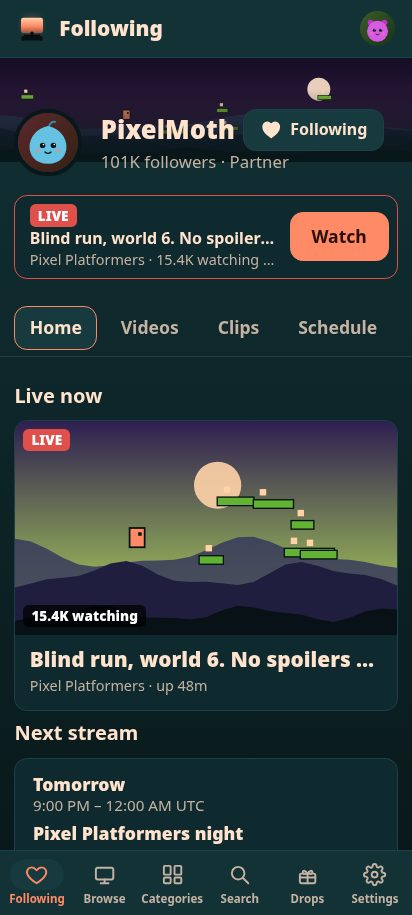 Following
PixelMoth
Following
101K followers · Partner
LIVE
Blind run, world 6. No spoiler...
Pixel Platformers · 15.4K watching ...
Watch
Home Videos Clips Schedule
Live now
LIVE
15.4K watching
Blind run, world 6. No spoilers ...
Pixel Platformers · up 48m
Next stream
Tomorrow
9:00 PM – 12:00 AM UTC
Pixel Platformers night
Following Browse Categories Search Drops Settings